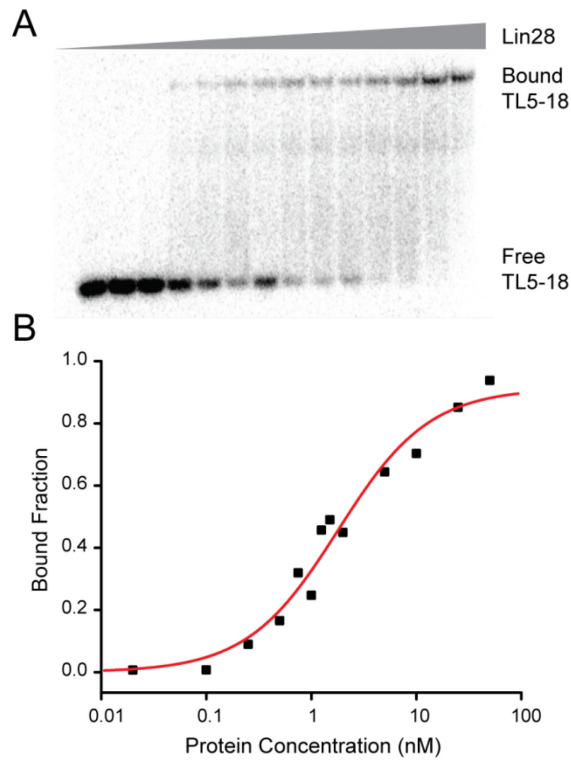 A
Lin28
Bound
TL5-18
Free
TL5-18
B
1.0
0.8
0.6
0.4
0.2
0.0
0.01
0.1
1
10
100
Bound Fraction
Protein Concentration (nM)